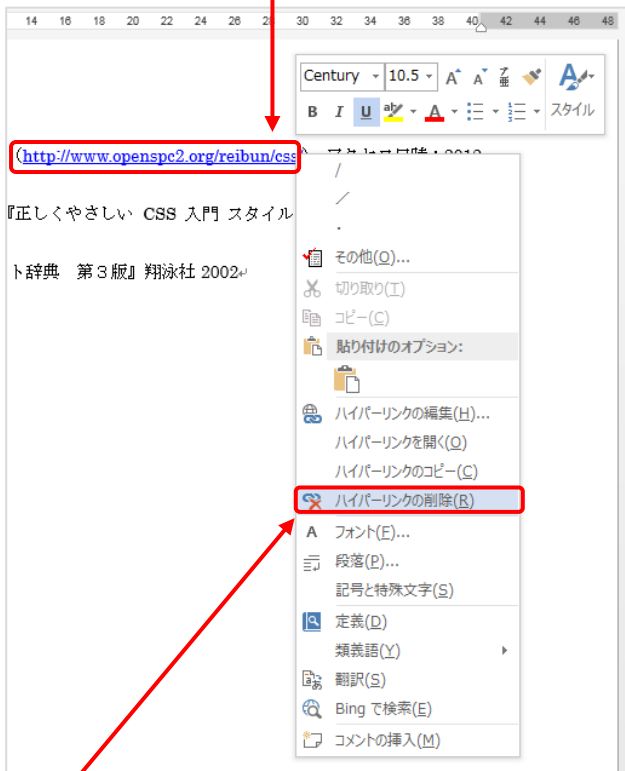 14 16 18 20 22 24 26 28 30 32 34 36 38 40 42 44 46 48
Century 10.5 A A ア亜
B I U aby A スタイル
(http://www.openspc2.org/reibun/css
/
/
.
『正しくやさしい CSS 入門 スタイル
ト辞典 第3版』翔泳社 2002↵
その他(O)...
切り取り(T)
コピー(C)
貼り付けのオプション:
ハイパーリンクの編集(H)...
ハイパーリンクを開く(O)
ハイパーリンクのコピー(C)
ハイパーリンクの削除(R)
A フォント(F)...
段落(P)...
記号と特殊文字(S)
定義(D)
類義語(Y)
翻訳(S)
Bing で検索(E)
コメントの挿入(M)